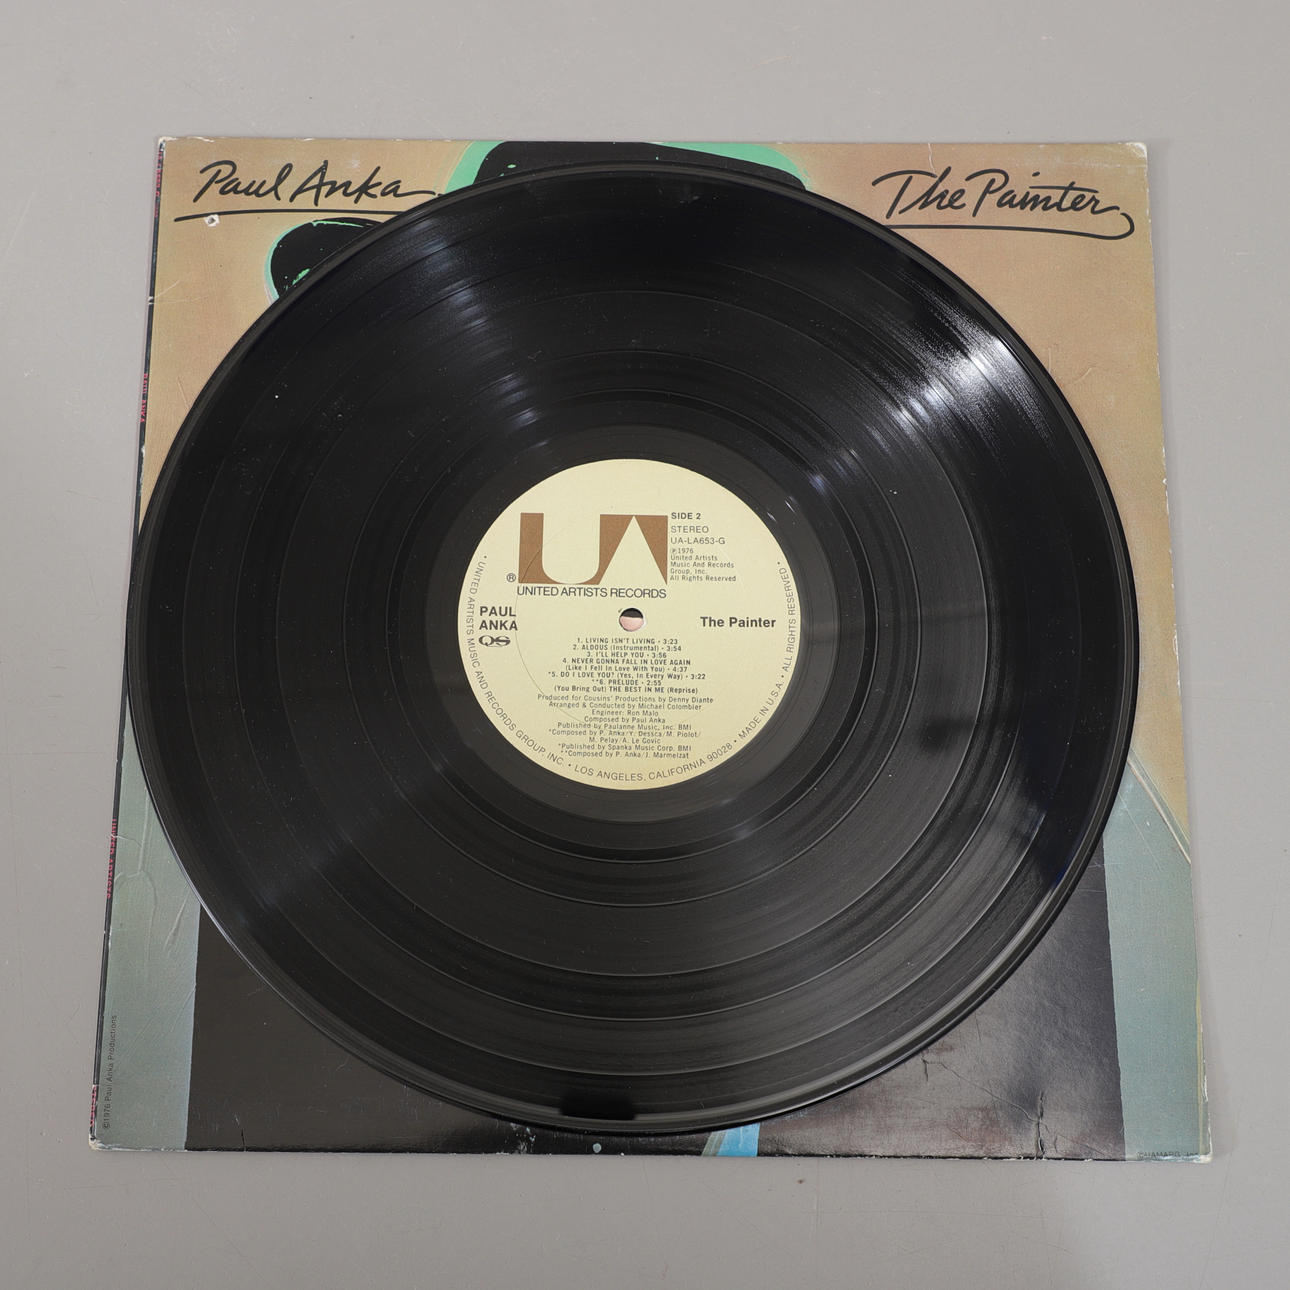 Paul Anka
The Painter
PAUL ANKA
UNITED ARTISTS
©1976 Paul Anka Productions
UA
®
UNITED ARTISTS RECORDS
SIDE 2
STEREO
UA-LA653-G
℗1976
United Artists
Music And Records
Group, Inc.
All Rights Reserved
PAUL
ANKA
QS
The Painter
1. LIVING ISN'T LIVING • 3:23
2. ALDOUS (Instrumental) • 3:54
3. I'LL HELP YOU • 3:56
4. NEVER GONNA FALL IN LOVE AGAIN
(Like I Fell In Love With You) • 4:37
*5. DO I LOVE YOU? (Yes, In Every Way) • 3:22
**6. PRELUDE • 2:55
(You Bring Out) THE BEST IN ME (Reprise)
Produced for Cousins' Productions by Denny Diante
Arranged & Conducted by Michael Colombier
Engineer: Ron Malo
Composed by Paul Anka
Published by Paulanne Music, Inc. BMI
*Composed by P. Anka/Y. Dessca/M. Piolot/
M. Pelay/A. Le Govic
*Published by Spanka Music Corp. BMI
**Composed by P. Anka/J. Marmelzat
• UNITED ARTISTS MUSIC AND RECORDS GROUP, INC. • LOS ANGELES, CALIFORNIA 90028 • MADE IN U.S.A. • ALL RIGHTS RESERVED •